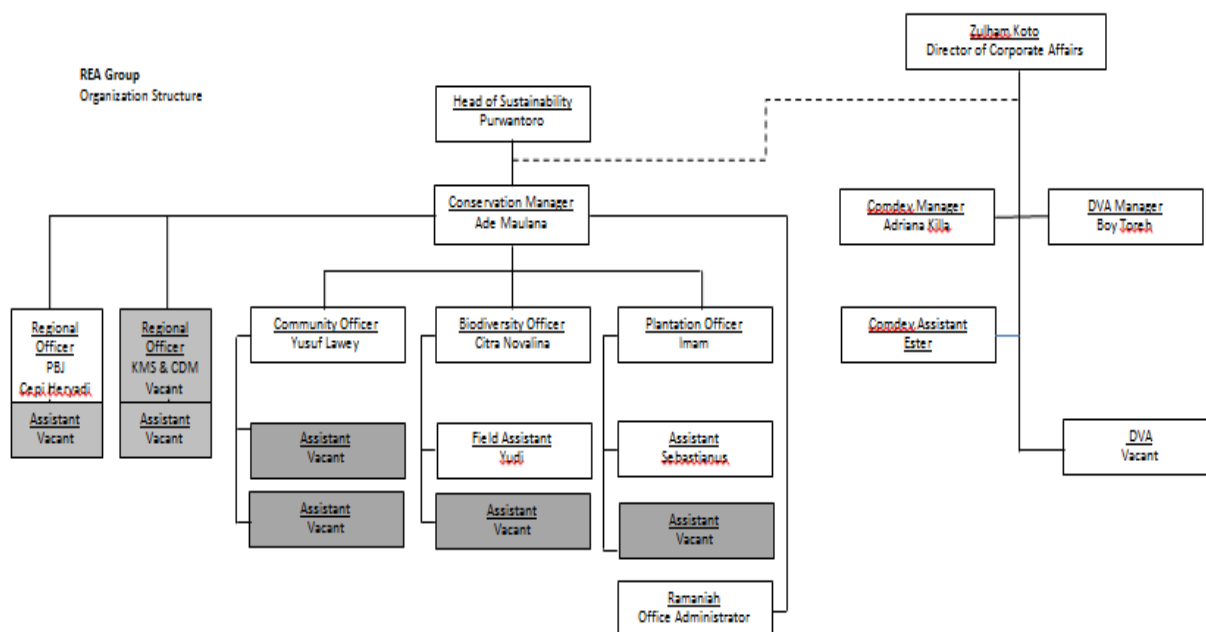 Zulham Koto
Director of Corporate Affairs
REA Group
Organization Structure
Head of Sustainability
Purwantoro
Conservation Manager
Ade Maulana
Comdev Manager
Adriana Killa
DVA Manager
Boy Toreh
Regional
Officer
PBJ
Cepi Heryadi
Assistant
Vacant
Regional
Officer
KMS & CDM
Vacant
Assistant
Vacant
Community Officer
Yusuf Lawey
Biodiversity Officer
Citra Novalina
Plantation Officer
Imam
Comdev Assistant
Ester
Assistant
Vacant
Field Assistant
Yudi
Assistant
Sebastianus
DVA
Vacant
Assistant
Vacant
Assistant
Vacant
Assistant
Vacant
Ramaniah
Office Administrator